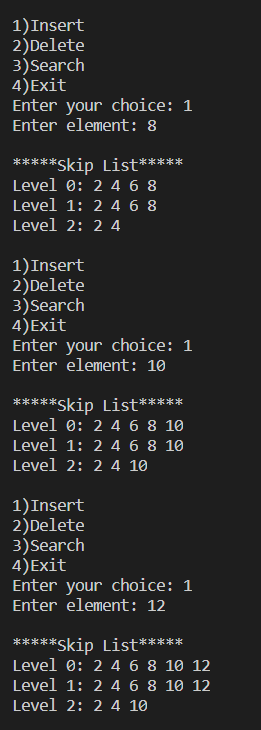 1)Insert
2)Delete
3)Search
4)Exit
Enter your choice: 1
Enter element: 8
*****Skip List*****
Level 0: 2 4 6 8
Level 1: 2 4 6 8
Level 2: 2 4
1)Insert
2)Delete
3)Search
4)Exit
Enter your choice: 1
Enter element: 10
*****Skip List*****
Level 0: 2 4 6 8 10
Level 1: 2 4 6 8 10
Level 2: 2 4 10
1)Insert
2)Delete
3)Search
4)Exit
Enter your choice: 1
Enter element: 12
*****Skip List*****
Level 0: 2 4 6 8 10 12
Level 1: 2 4 6 8 10 12
Level 2: 2 4 10